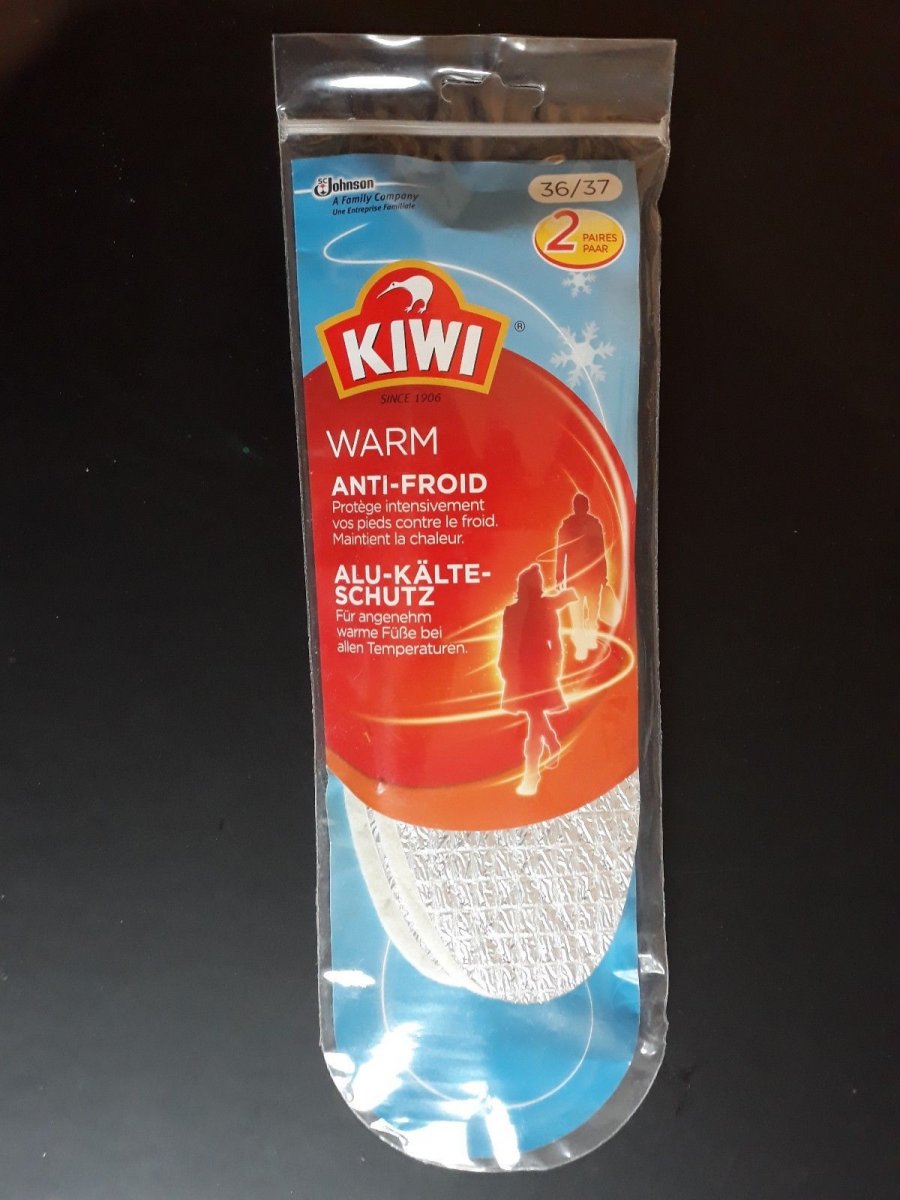 SC Johnson
A Family Company
Une Entreprise Familiale
36/37
2 PAIRES
PAAR
KIWI ®
SINCE 1906
WARM
ANTI-FROID
Protège intensivement
vos pieds contre le froid.
Maintient la chaleur.
ALU-KÄLTE-
SCHUTZ
Für angenehm
warme Füße bei
allen Temperaturen.